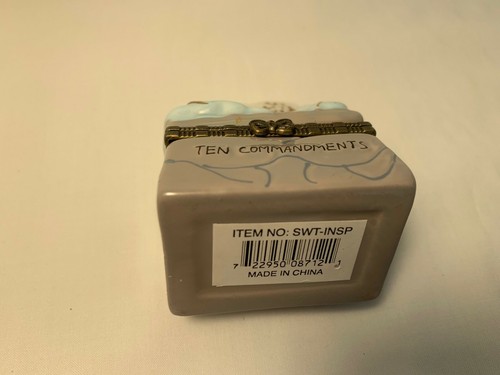 TEN COMMANDMENTS
ITEM NO: SWT-INSP
7 22950 08712 3
MADE IN CHINA